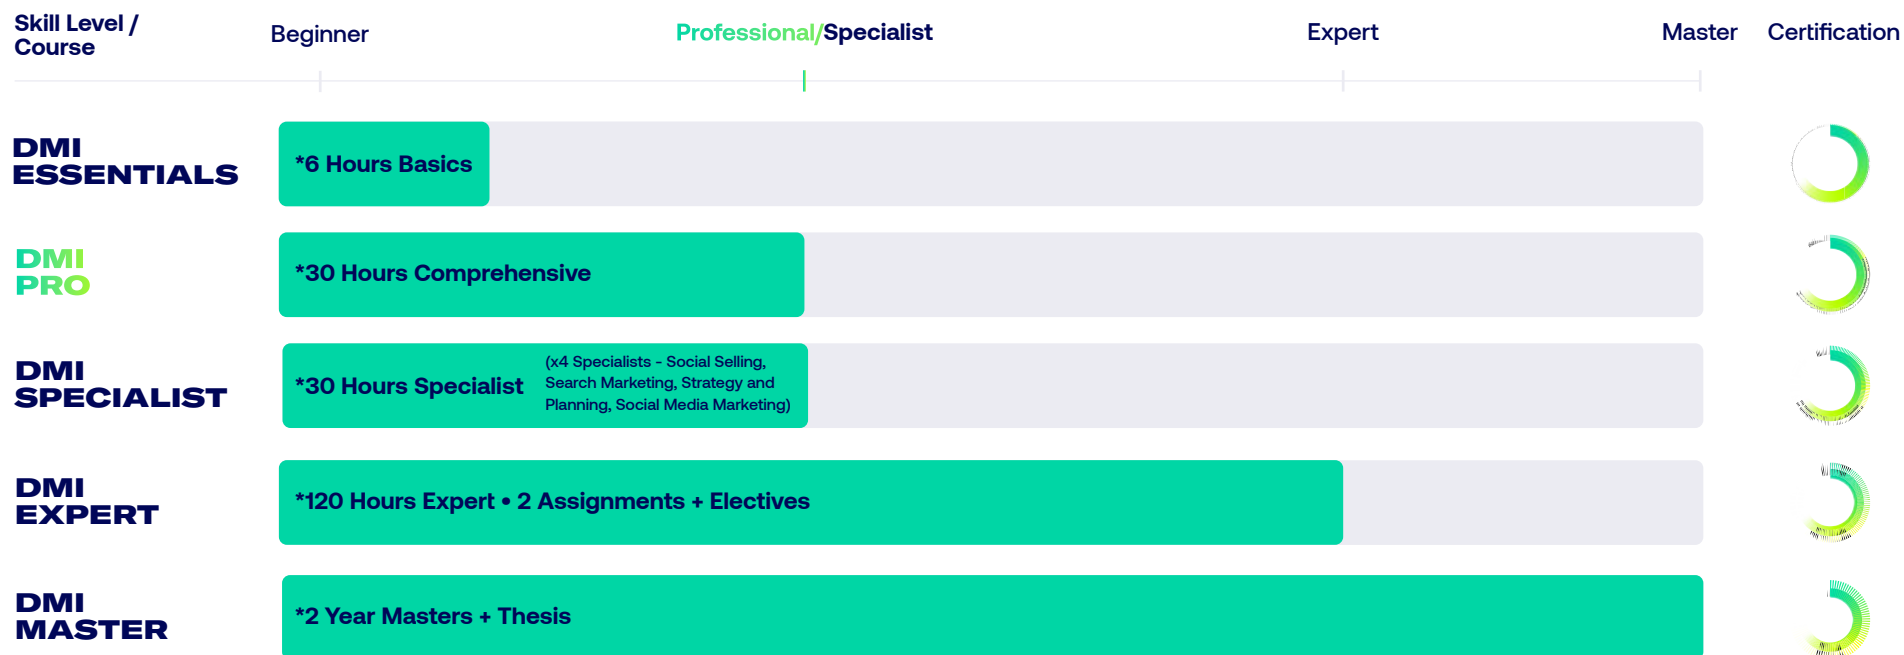 Skill Level /
Course
Beginner
Professional/Specialist
Expert
Master
Certification
DMI
ESSENTIALS
*6 Hours Basics
DMI
PRO
*30 Hours Comprehensive
DMI
SPECIALIST
*30 Hours Specialist
(x4 Specialists - Social Selling,
Search Marketing, Strategy and
Planning, Social Media Marketing)
DMI
EXPERT
*120 Hours Expert • 2 Assignments + Electives
DMI
MASTER
*2 Year Masters + Thesis